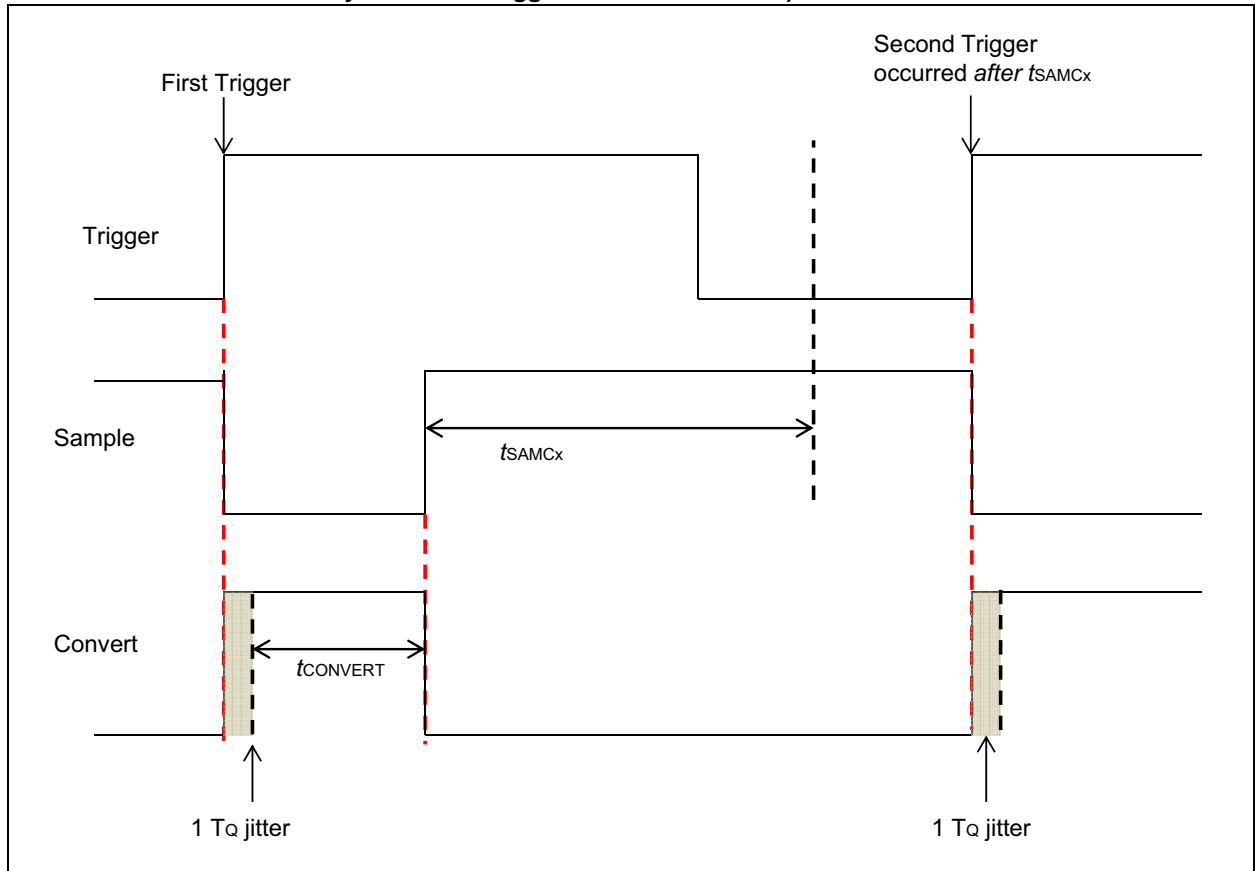 First Trigger
Second Trigger
occurred after tSAMCx
Trigger
Sample
tSAMCx
Convert
tCONVERT
1 TQ jitter
1 TQ jitter